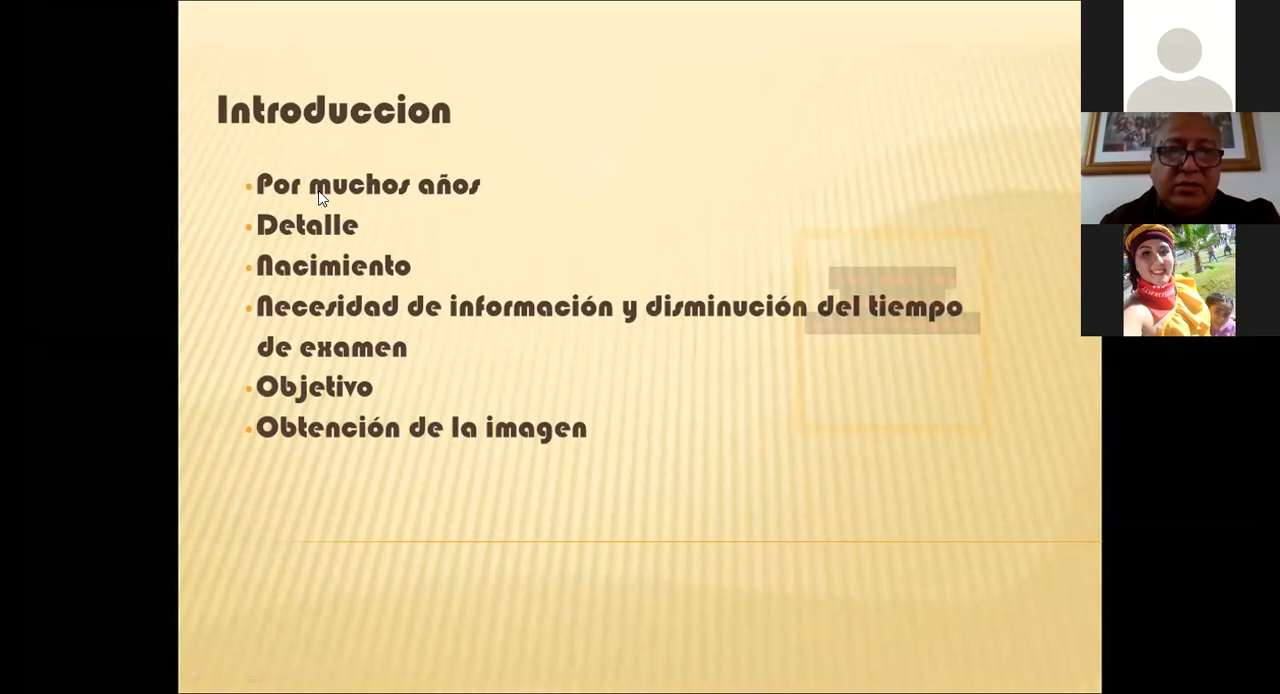 Introduccion
•Por muchos años
•Detalle
•Nacimiento
•Necesidad de información y disminución del tiempo
de examen
•Objetivo
•Obtención de la imagen